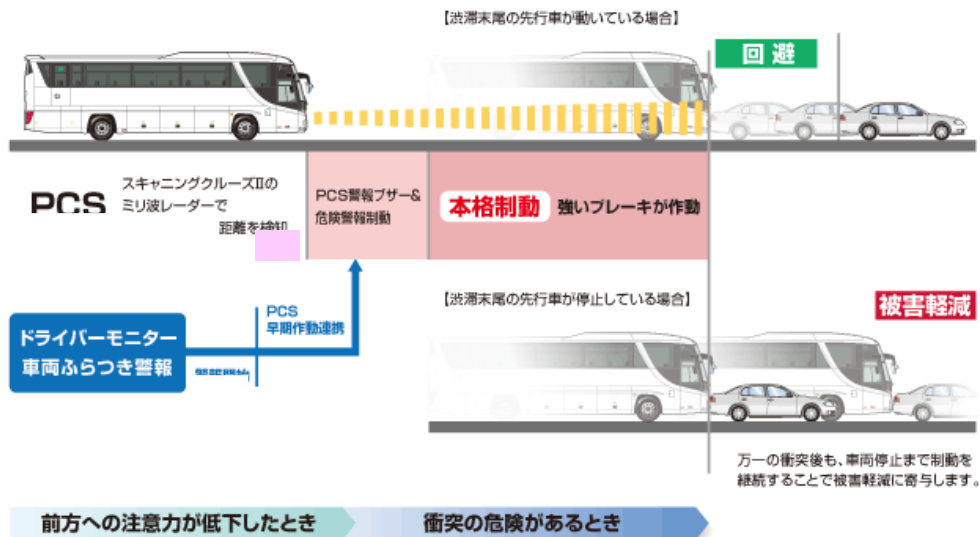 【渋滞末尾の先行車が動いている場合】
回避
PCS
スキャニングクルーズⅡの
ミリ波レーダーで
距離を検知
PCS警報ブザー&
危険警報制動
本格制動 強いブレーキが作動
【渋滞末尾の先行車が停止している場合】
被害軽減
PCS
早期作動連携
ドライバーモニター
車両ふらつき警報
万一の衝突後も、車両停止まで制動を
継続することで被害軽減に寄与します。
前方への注意力が低下したとき
衝突の危険があるとき